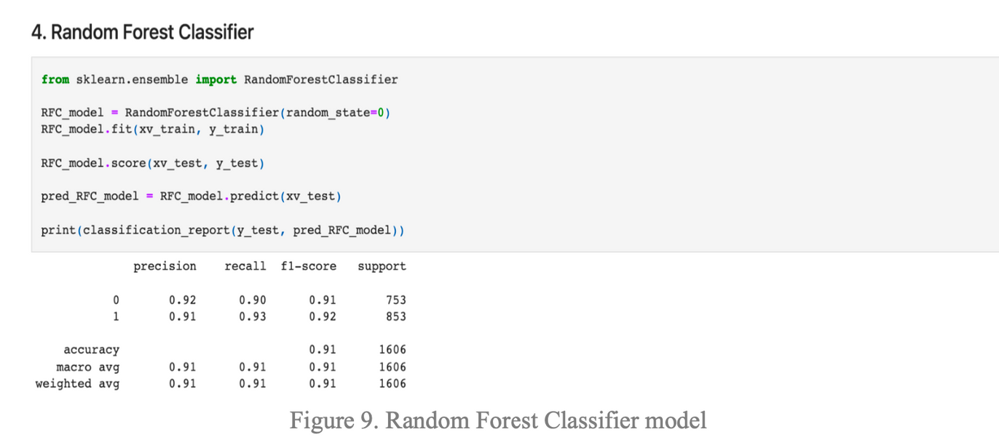 4. Random Forest Classifier
from sklearn.ensemble import RandomForestClassifier
RFC_model = RandomForestClassifier(random_state=0)
RFC_model.fit(xv_train, y_train)
RFC_model.score(xv_test, y_test)
pred_RFC_model = RFC_model.predict(xv_test)
print(classification_report(y_test, pred_RFC_model))
precision recall f1-score support
0 0.92 0.90 0.91 753
1 0.91 0.93 0.92 853
accuracy 0.91 1606
macro avg 0.91 0.91 0.91 1606
weighted avg 0.91 0.91 0.91 1606
Figure 9. Random Forest Classifier model